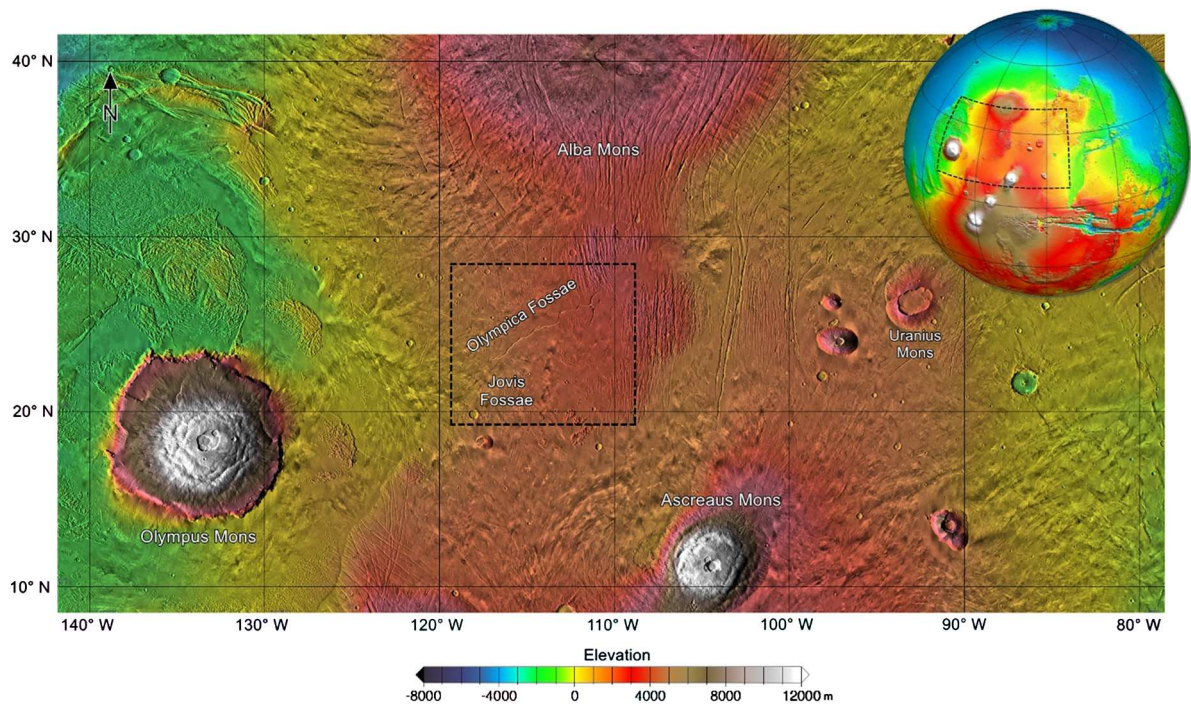 40° N
N
Alba Mons
30° N
Olympica Fossae
Jovis
Fossae
Uranius
Mons
20° N
Ascreaus Mons
Olympus Mons
10° N
140° W
130° W
120° W
110° W
100° W
90° W
80° W
Elevation
-8000
-4000
0
4000
8000
12000 m